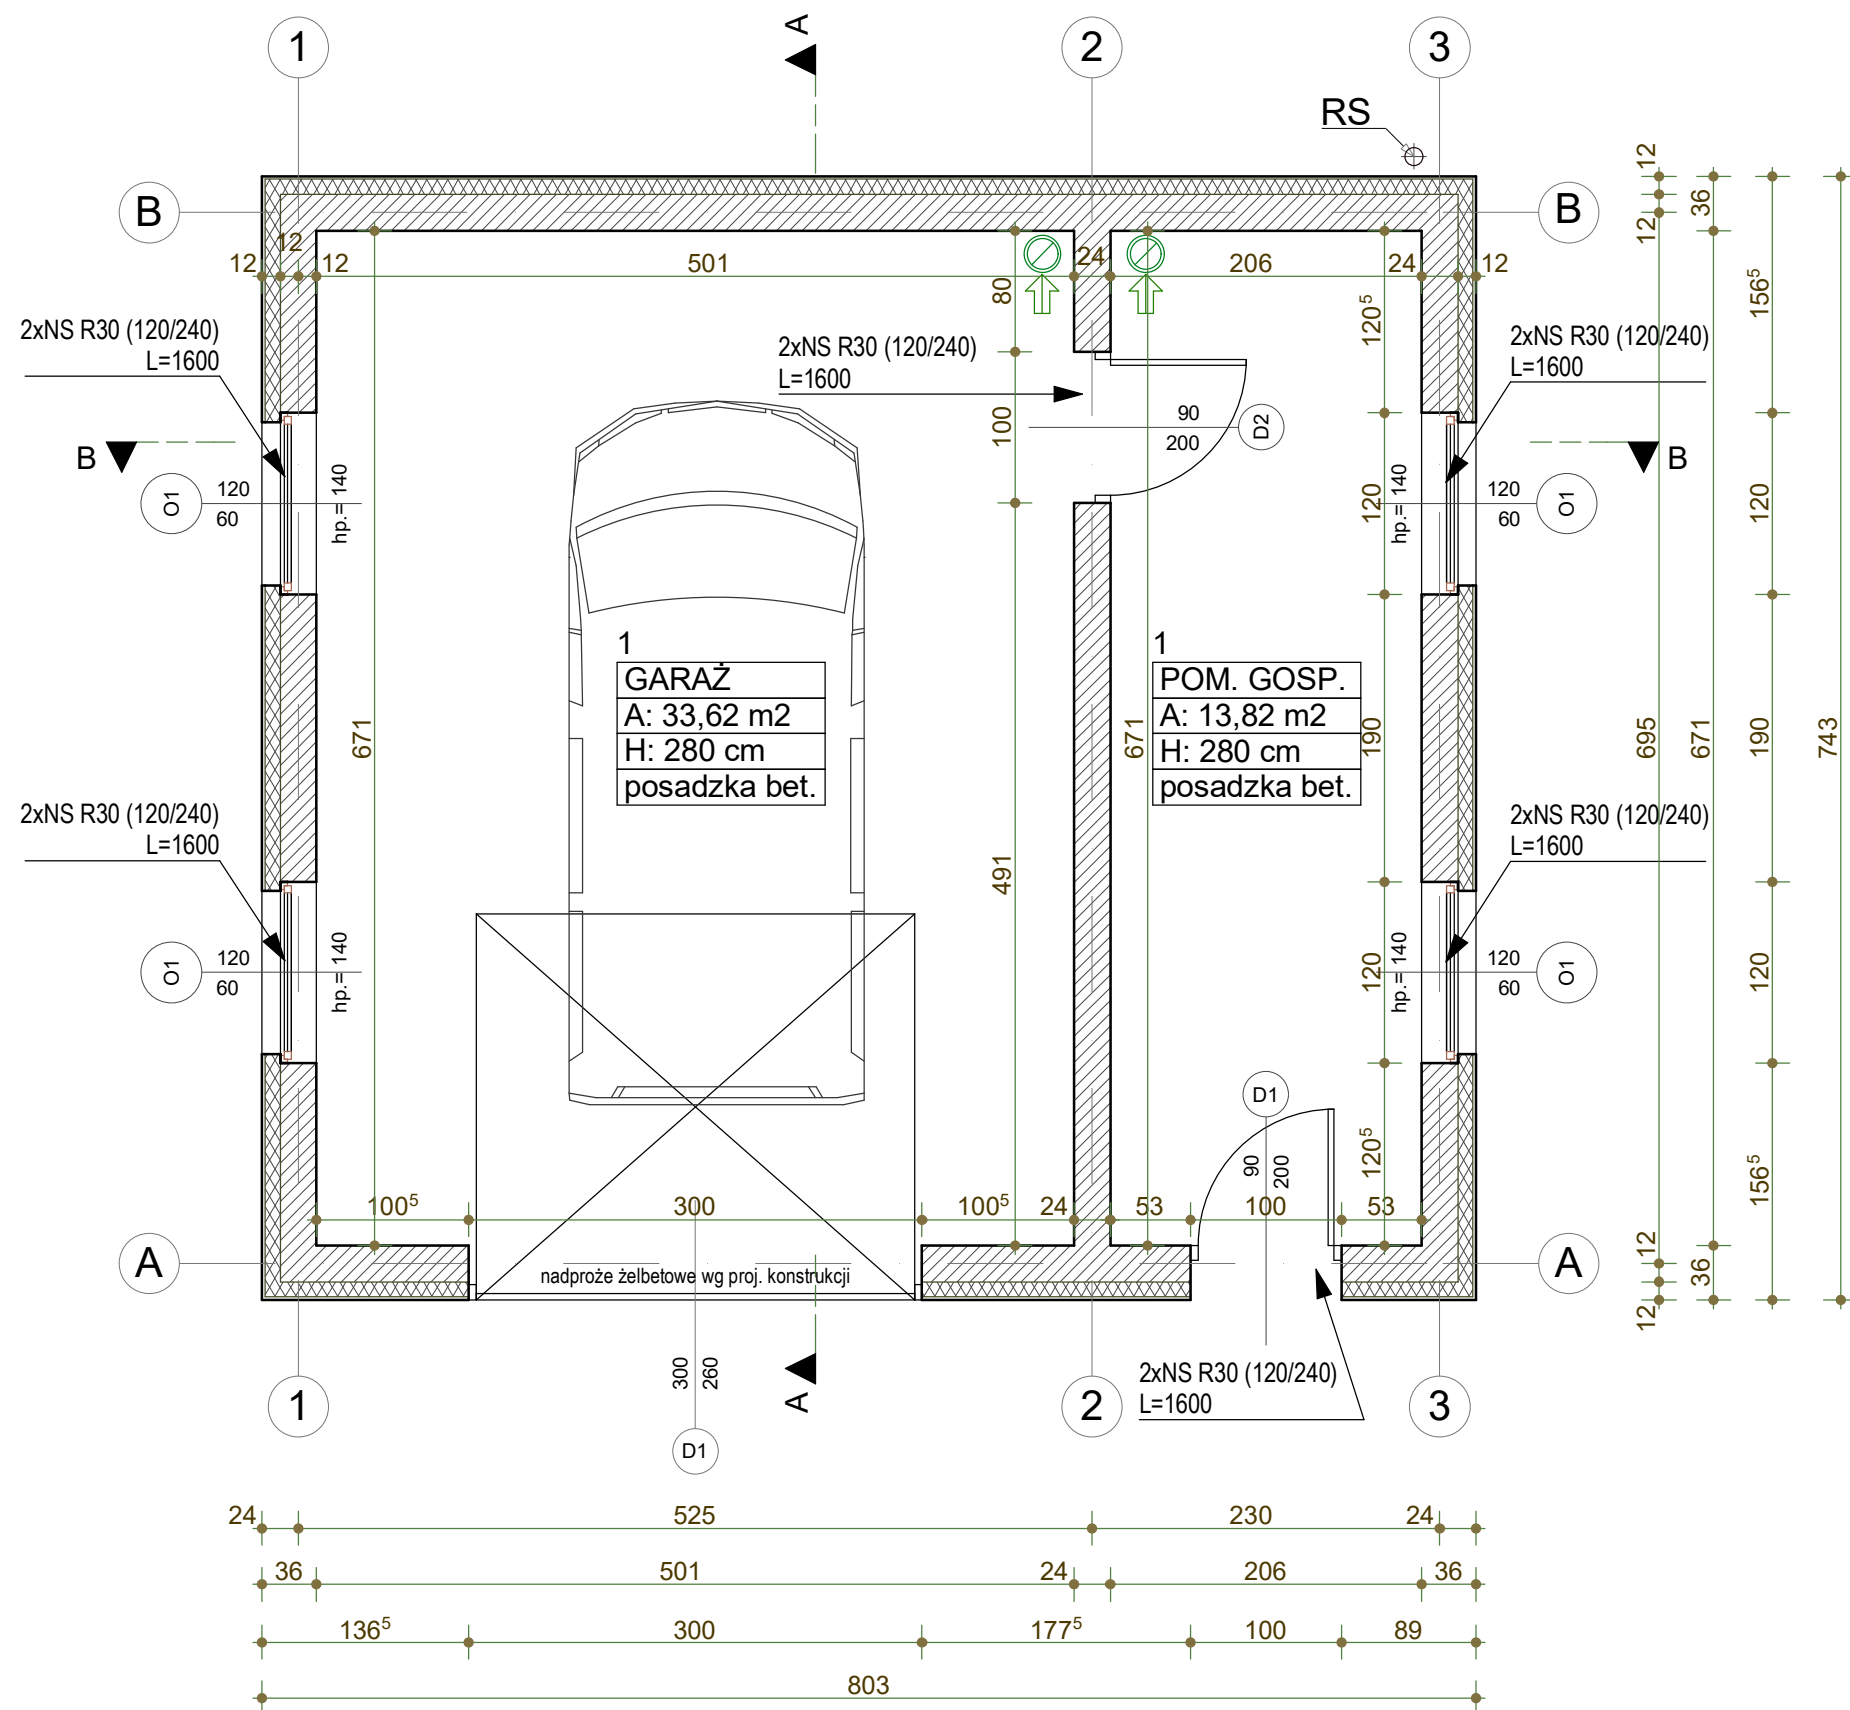 1
A
2
3
RS
B
B
12
12
36
12
12
12
12
501
24
206
24
12
80
120⁵
156⁵
2xNS R30 (120/240)
L=1600
2xNS R30 (120/240)
L=1600
2xNS R30 (120/240)
L=1600
100
90
200
D2
B
B
O1
120
60
hp.= 140
120
hp.= 140
120
60
O1
120
1
GARAŻ
A: 33,62 m2
H: 280 cm
posadzka bet.
1
POM. GOSP.
A: 13,82 m2
H: 280 cm
posadzka bet.
671
671
190
695
671
190
743
2xNS R30 (120/240)
L=1600
2xNS R30 (120/240)
L=1600
491
O1
120
60
hp.= 140
120
hp.= 140
120
60
O1
120
D1
90
200
120⁵
156⁵
100⁵
300
100⁵
24
53
100
53
A
nadproże żelbetowe wg proj. konstrukcji
A
12
36
12
300
260
A
2xNS R30 (120/240)
L=1600
1
2
3
D1
24
525
230
24
36
501
24
206
36
136⁵
300
177⁵
100
89
803